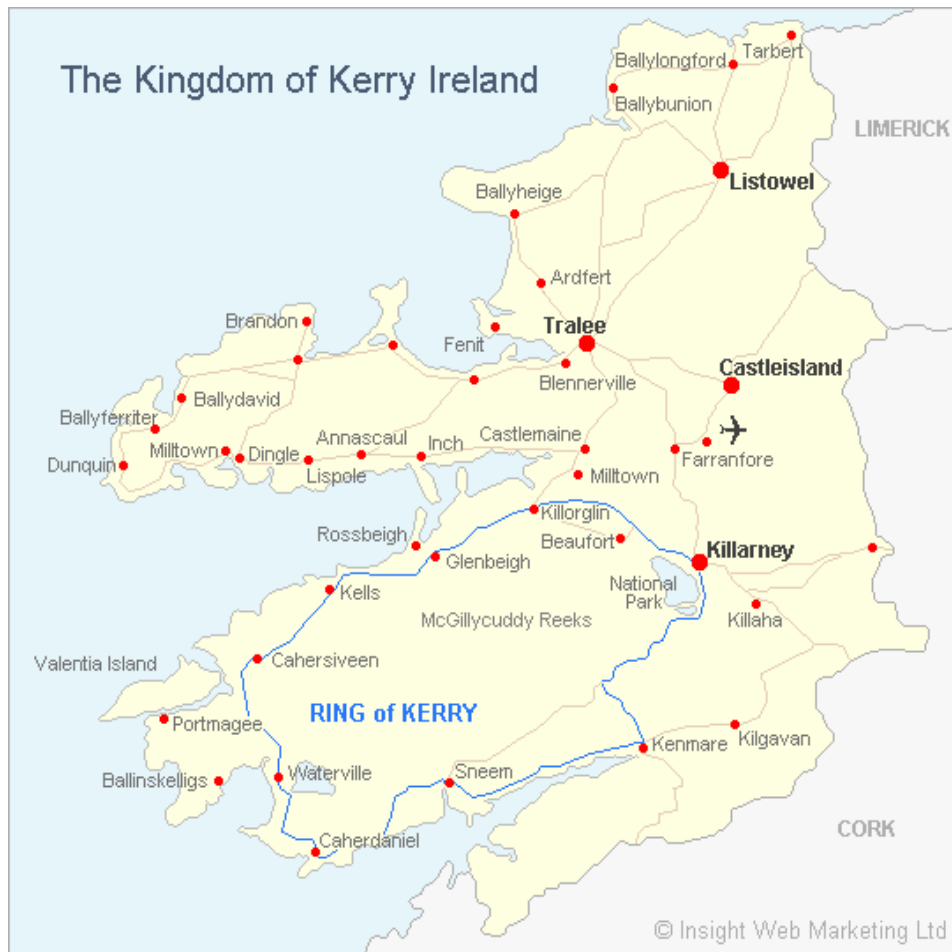 The Kingdom of Kerry Ireland
Tarbert
Ballylongford
Ballybunion
LIMERICK
Listowel
Ballyheige
Ardfert
Brandon
Tralee
Fenit
Castleisland
Blennerville
Ballydavid
Ballyferriter
Annascaul
Inch
Castlemaine
Milltown
Dingle
Farranfore
Dunquin
Lispole
Milltown
Killorglin
Rossbeigh
Beaufort
Killarney
Glenbeigh
National
Park
Kells
McGillycuddy Reeks
Killaha
Valentia Island
Cahersiveen
RING of KERRY
Portmagee
Kilgavan
Kenmare
Waterville
Sneem
Ballinskelligs
CORK
Caherdaniel
© Insight Web Marketing Ltd